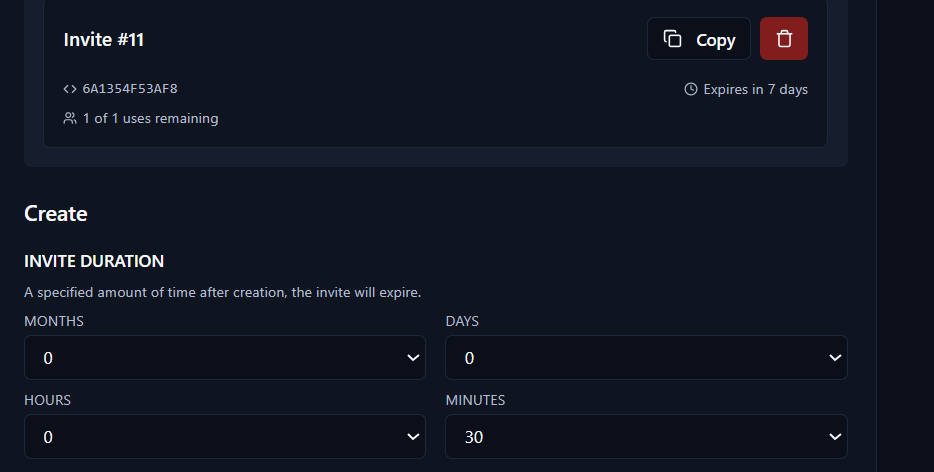 Invite #11
Copy
6A1354F53AF8
Expires in 7 days
1 of 1 uses remaining
Create
INVITE DURATION
A specified amount of time after creation, the invite will expire.
MONTHS
DAYS
0
0
HOURS
MINUTES
0
30